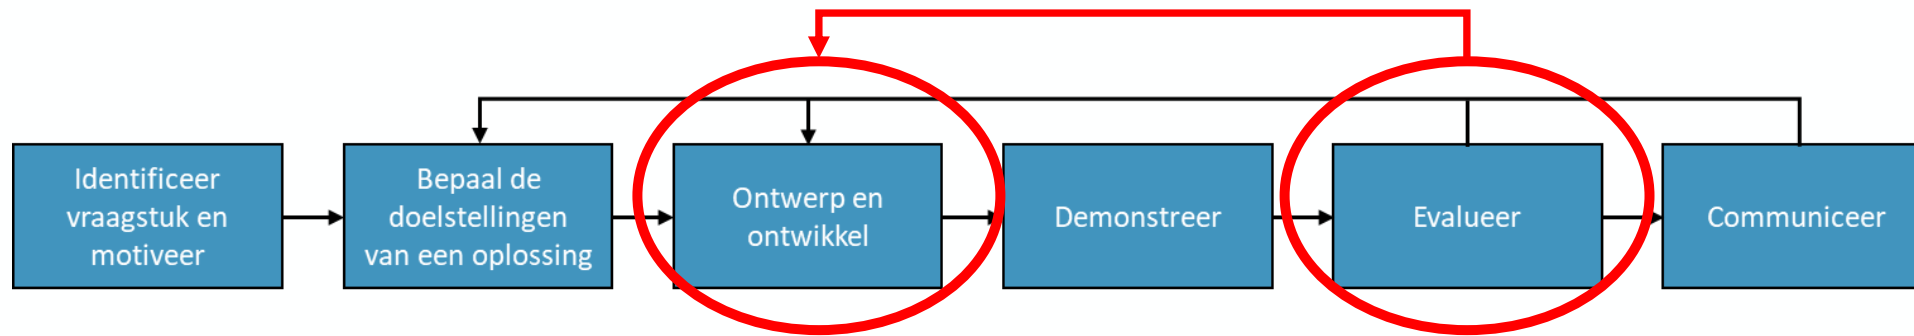 Identificeer
vraagstuk en
motiveer
Bepaal de
doelstellingen
van een oplossing
Ontwerp en
ontwikkel
Demonstreer
Evalueer
Communiceer